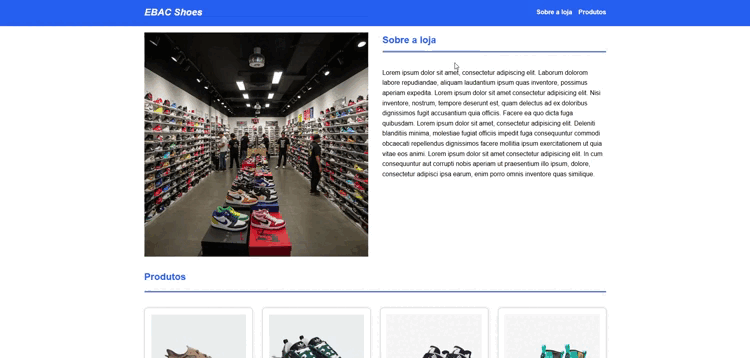 EBAC Shoes
Sobre a loja Produtos
Sobre a loja
Lorem ipsum dolor sit amet, consectetur adipiscing elit. Laborum dolorom
labore repudiandae, aliquam laudantium ipsum quas inventore, possimus
aperiam expedita. Lorem ipsum dolor sit amet consectetur adipisicing elit. Nisi
inventore, nostrum, tempore deserunt est, quam delectus ad ex doloribus
dignissimos fugit accusantium quia officiis. Facere ea quo dicta fuga
quibusdam. Lorem ipsum dolor sit amet, consectetur adipisicing elit. Deleniti
blanditiis minima, molestiae fugiat officiis impedit fuga consequuntur commodi
obcaecati repellendus dignissimos facere mollitia ipsum exercitationem ut quia
vitae eos animi. Lorem ipsum dolor sit amet consectetur adipisicing elit. In cum
consequuntur aut corrupti nobis aperiam ut praesentium illo ipsum, dolore,
consectetur adipisci ipsa earum, enim porro omnis inventore quas similique.
Produtos